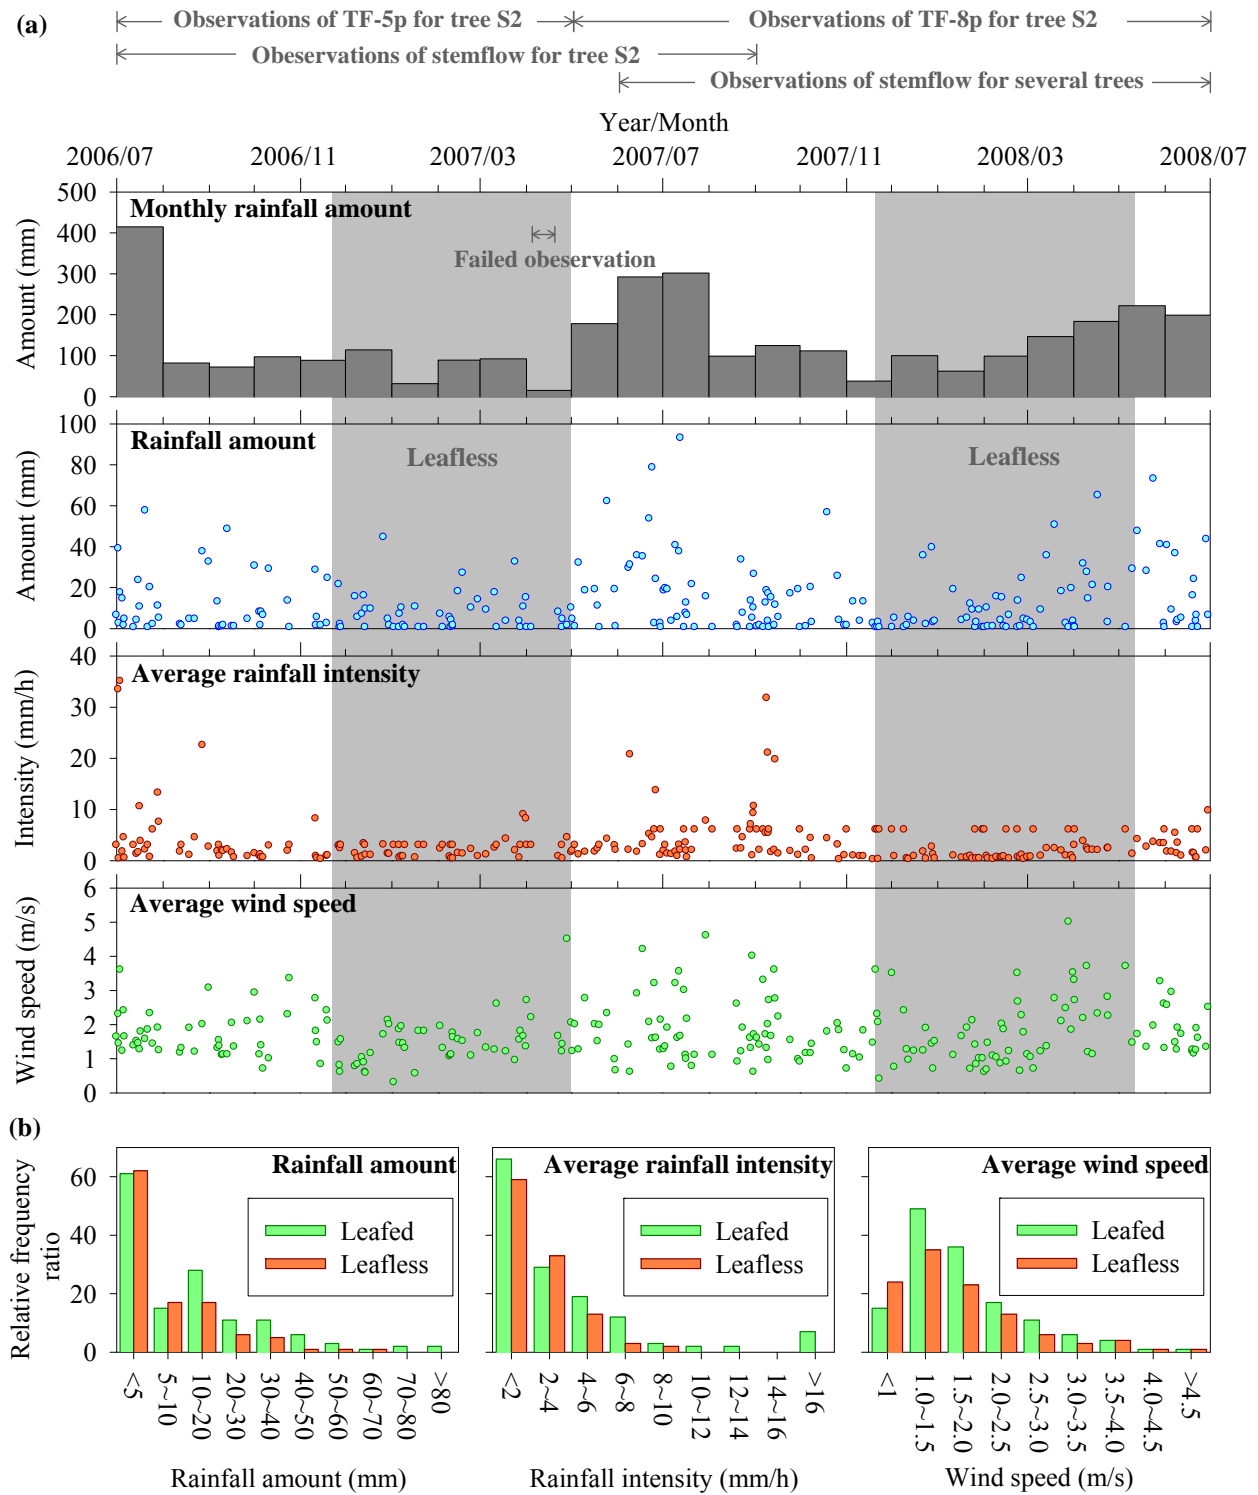 (a)
Observations of TF-5p for tree S2
Observations of TF-8p for tree S2
Obeservations of stemflow for tree S2
Observations of stemflow for several trees
Year/Month
2006/07 2006/11 2007/03 2007/07 2007/11 2008/03 2008/07
Monthly rainfall amount
Failed obeservation
Amount (mm)
500
400
300
200
100
0
Rainfall amount
Leafless
Leafless
Amount (mm)
100
80
60
40
20
0
Average rainfall intensity
Intensity (mm/h)
40
30
20
10
0
Average wind speed
Wind speed (m/s)
6
5
4
3
2
1
0
(b)
Relative frequency
ratio
60
40
20
0
Rainfall amount
Leafed
Leafless
<5 5~10 10~20 20~30 30~40 40~50 50~60 60~70 70~80 >80
Rainfall amount (mm)
Average rainfall intensity
Leafed
Leafless
<2 2~4 4~6 6~8 8~10 10~12 12~14 14~16 >16
Rainfall intensity (mm/h)
Average wind speed
Leafed
Leafless
<1 1.0~1.5 1.5~2.0 2.0~2.5 2.5~3.0 3.0~3.5 3.5~4.0 4.0~4.5 >4.5
Wind speed (m/s)